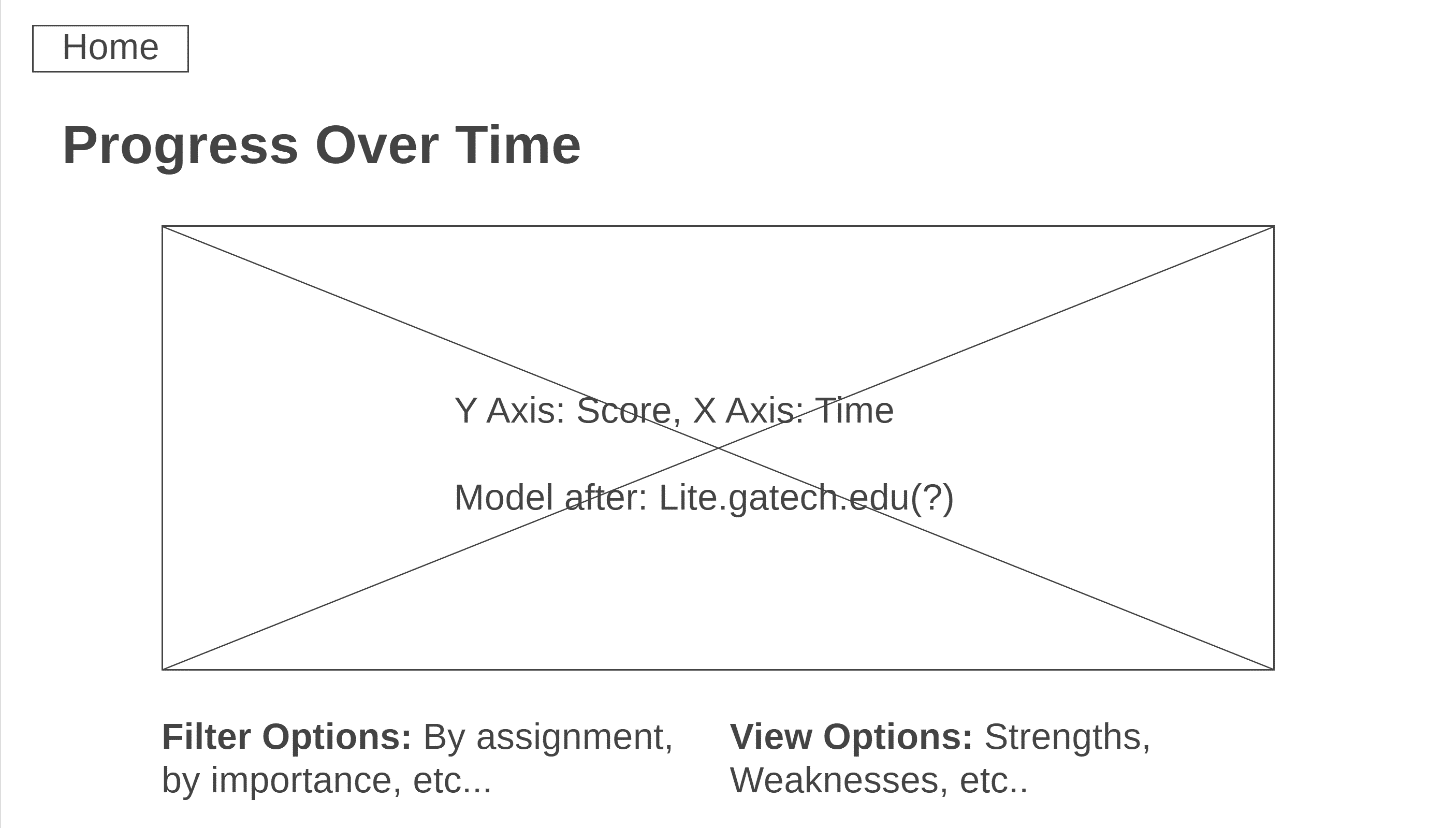 Home
Progress Over Time
Y Axis: Score, X Axis: Time
Model after: Lite.gatech.edu(?)
Filter Options: By assignment,
by importance, etc...
View Options: Strengths,
Weaknesses, etc..